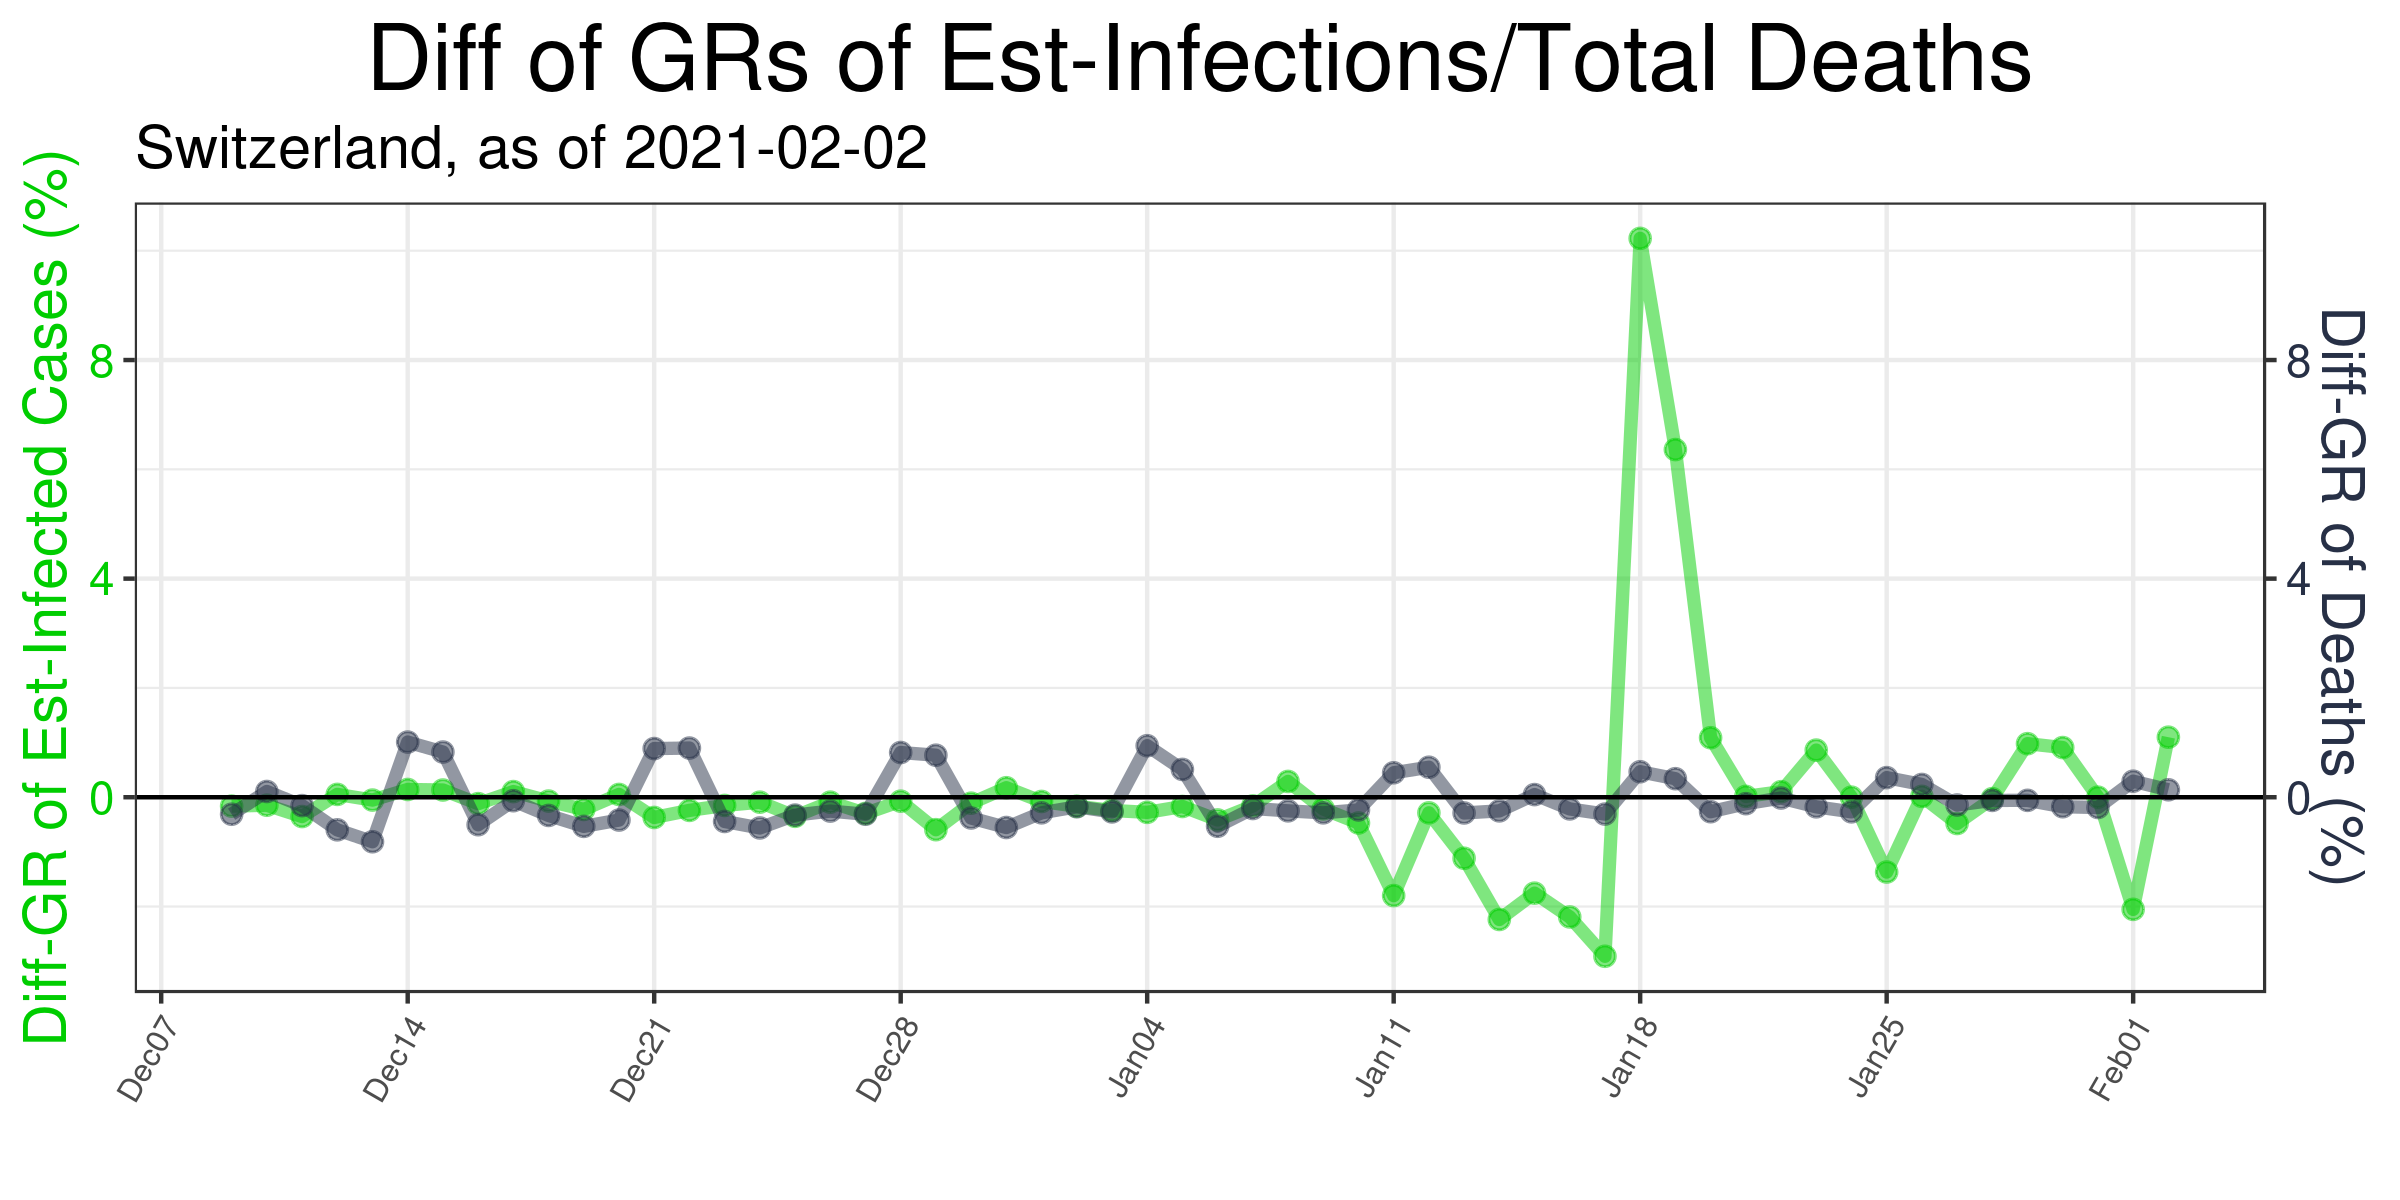 Diff of GRs of Est-Infections/Total Deaths
Switzerland, as of 2021-02-02
Diff-GR of Est-Infected Cases (%)
8
4
0
8
4
0
Diff-GR of Deaths (%)
Dec07
Dec14
Dec21
Dec28
Jan04
Jan11
Jan18
Jan25
Feb01